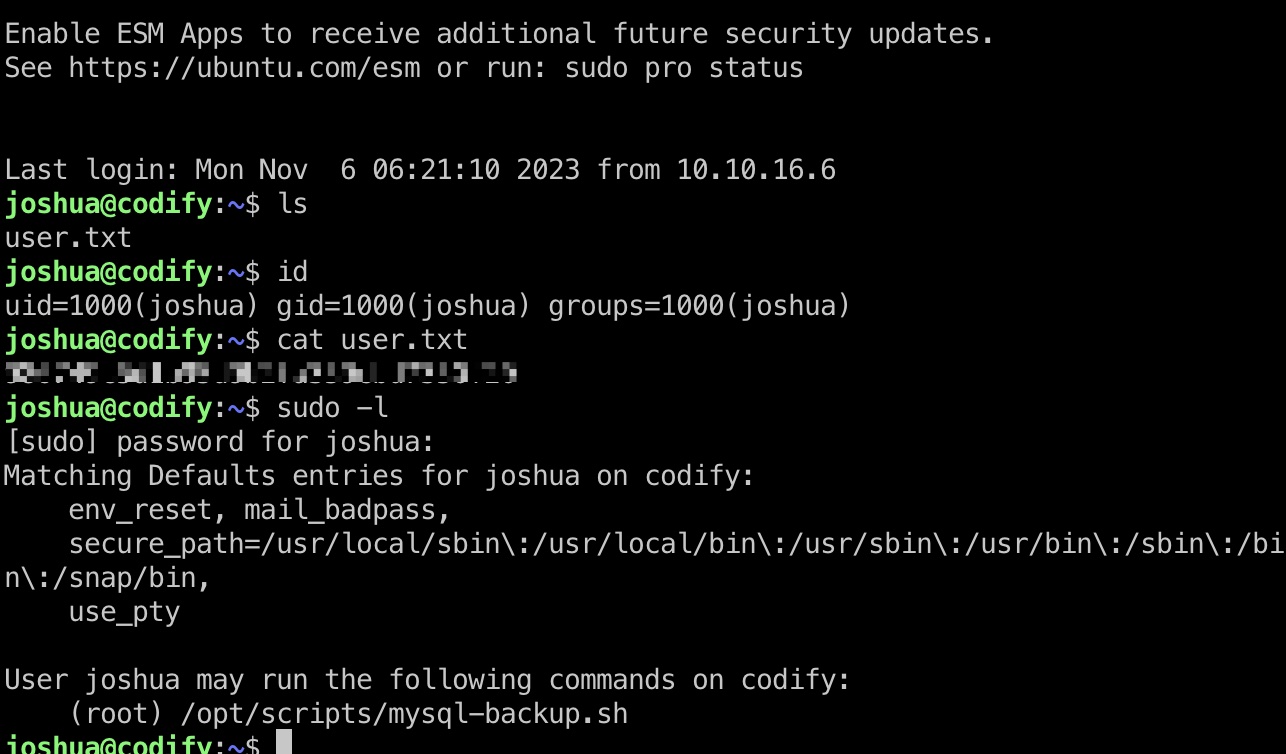 Enable ESM Apps to receive additional future security updates.
See https://ubuntu.com/esm or run: sudo pro status
Last login: Mon Nov  6 06:21:10 2023 from 10.10.16.6
joshua@codify:~$ ls
user.txt
joshua@codify:~$ id
uid=1000(joshua) gid=1000(joshua) groups=1000(joshua)
joshua@codify:~$ cat user.txt
joshua@codify:~$ sudo -l
[sudo] password for joshua:
Matching Defaults entries for joshua on codify:
    env_reset, mail_badpass,
    secure_path=/usr/local/sbin\:/usr/local/bin\:/usr/sbin\:/usr/bin\:/sbin\:/bi
n\:/snap/bin,
    use_pty
User joshua may run the following commands on codify:
    (root) /opt/scripts/mysql-backup.sh
joshua@codify:~$